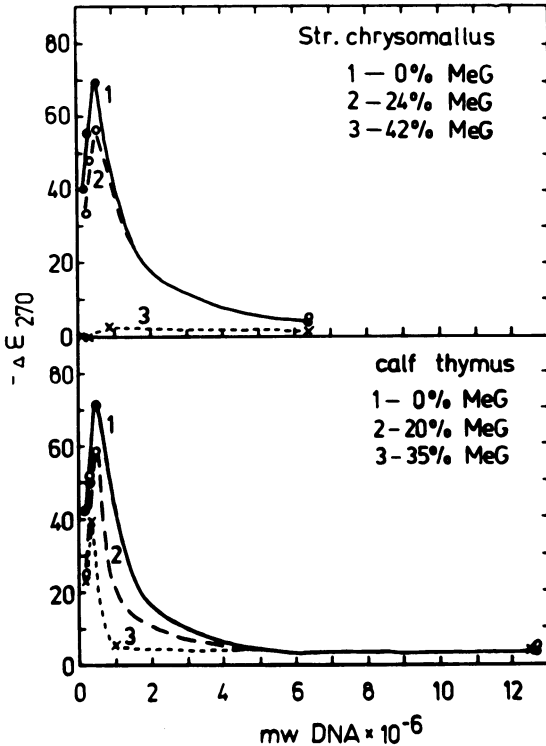 80
60
40
20
0
Str. chrysomallus
1 – 0% MeG
2 – 24% MeG
3 – 42% MeG
1
2
3
- Δ ε 270
80
60
40
20
0
calf thymus
1 – 0% MeG
2 – 20% MeG
3 – 35% MeG
1
2
3
0 2 4 6 8 10 12
mw DNA × 10⁻⁶